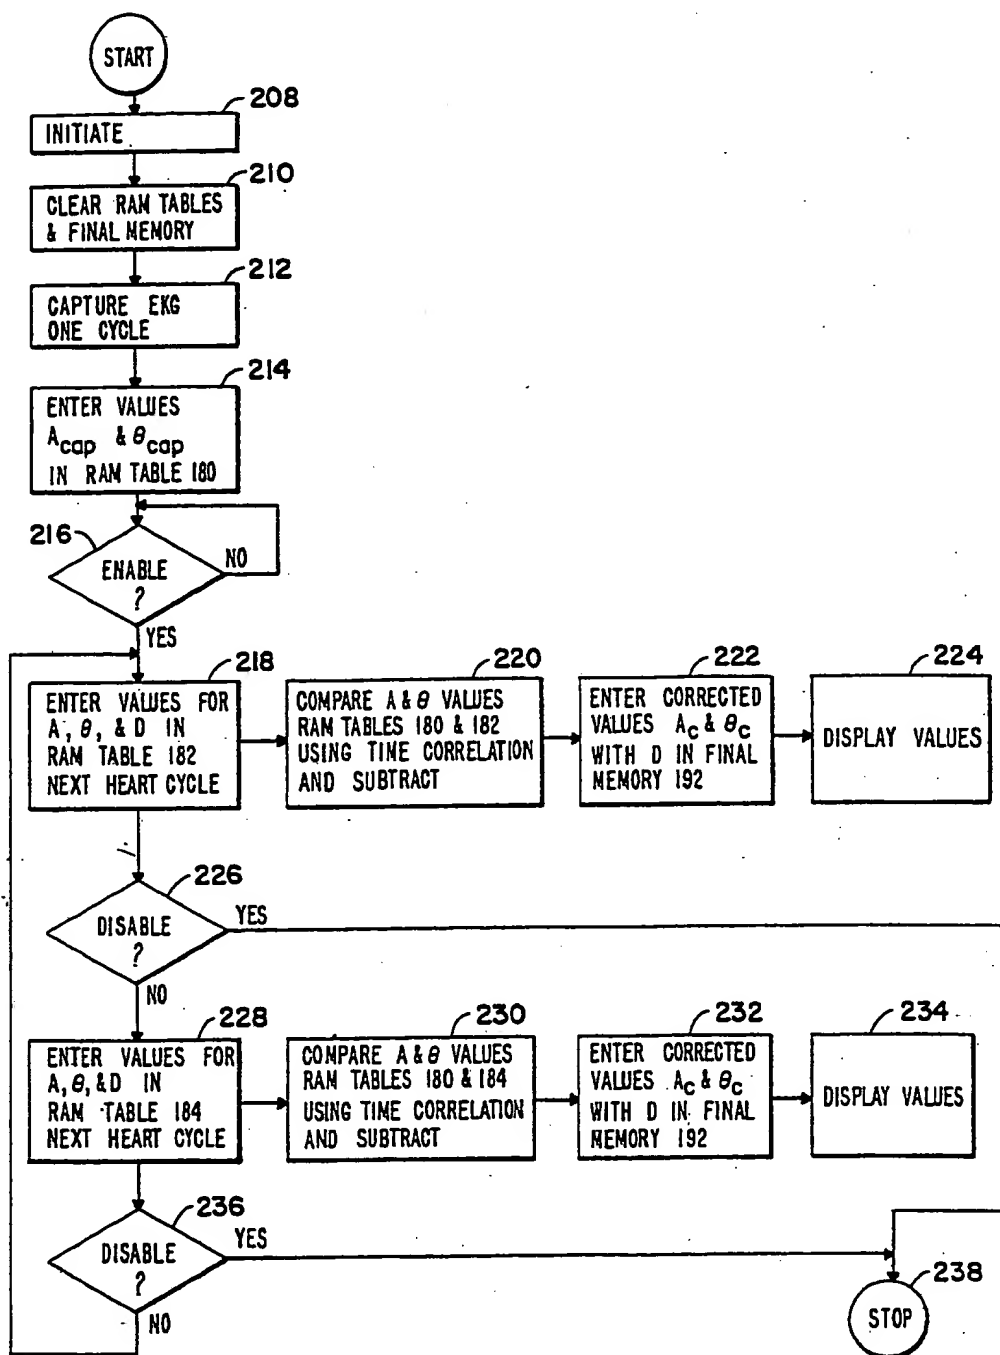 START
208
INITIATE
210
CLEAR RAM TABLES
& FINAL MEMORY
212
CAPTURE EKG
ONE CYCLE
214
ENTER VALUES
Acap & θcap
IN RAM TABLE 180
216
ENABLE
?
NO
YES
218
ENTER VALUES FOR
A, θ, & D IN
RAM TABLE 182
NEXT HEART CYCLE
220
COMPARE A & θ VALUES
RAM TABLES 180 & 182
USING TIME CORRELATION
AND SUBTRACT
222
ENTER CORRECTED
VALUES Ac & θc
WITH D IN FINAL
MEMORY 192
224
DISPLAY VALUES
226
DISABLE
?
YES
NO
228
ENTER VALUES FOR
A, θ, & D IN
RAM TABLE 184
NEXT HEART CYCLE
230
COMPARE A & θ VALUES
RAM TABLES 180 & 184
USING TIME CORRELATION
AND SUBTRACT
232
ENTER CORRECTED
VALUES Ac & θc
WITH D IN FINAL
MEMORY 192
234
DISPLAY VALUES
236
DISABLE
?
YES
NO
238
STOP